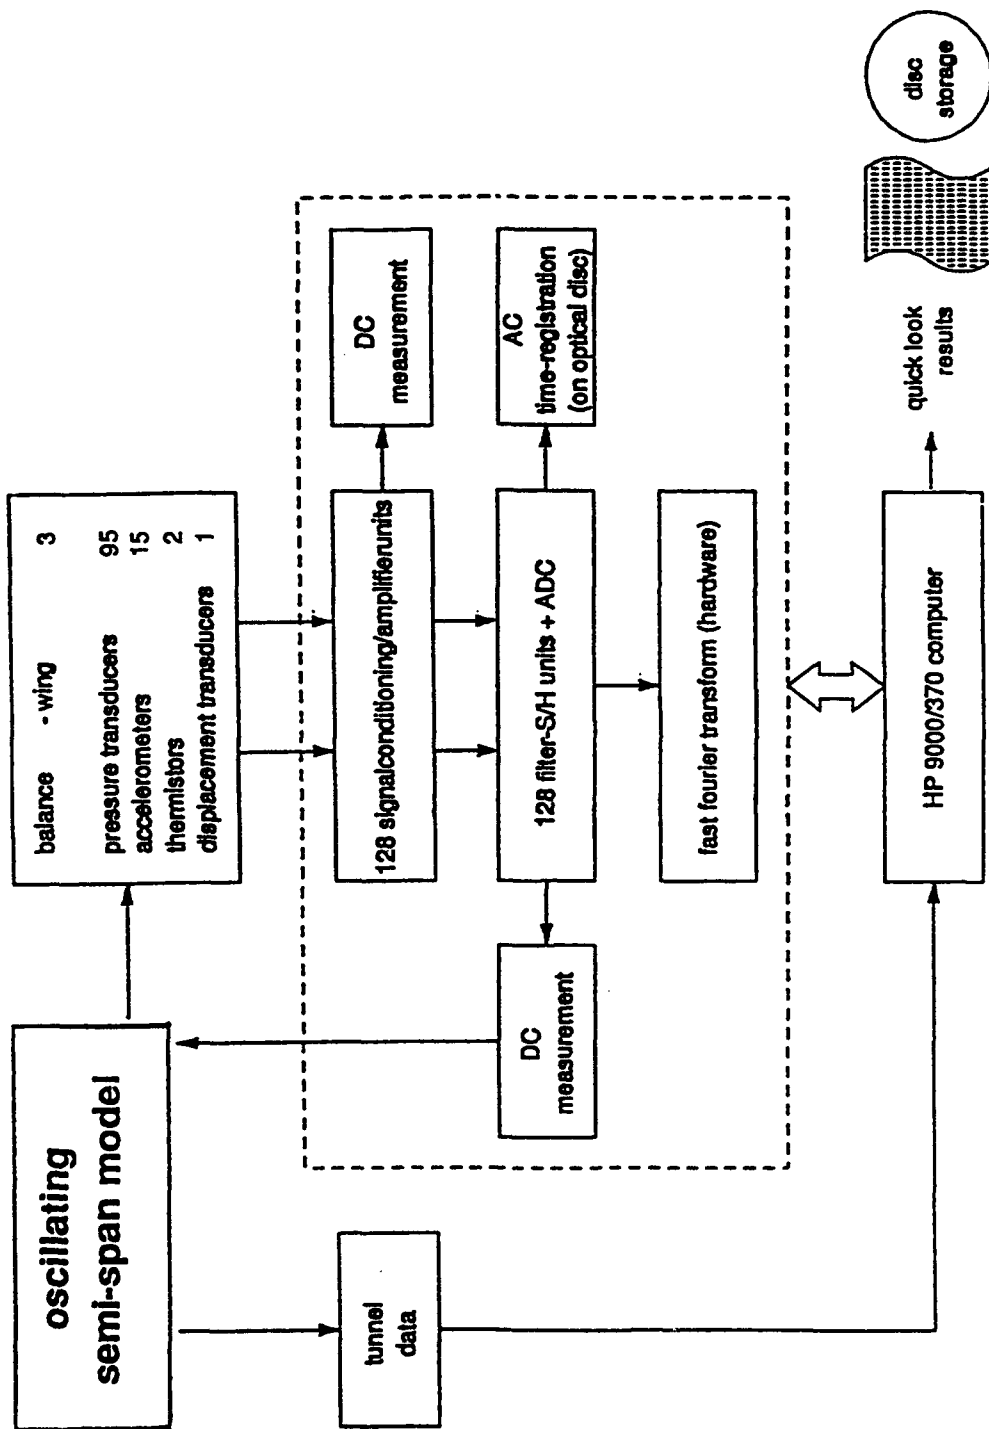 oscillating
semi-span model
balance - wing 3
pressure transducers 95
accelerometers 15
thermistors 2
displacement transducers 1
tunnel
data
DC
measurement
128 signalconditioning/amplifierunits
DC
measurement
128 filter-S/H units + ADC
AC
time-registration
(on optical disc)
fast fourier transform (hardware)
HP 9000/370 computer
quick look
results
disc
storage